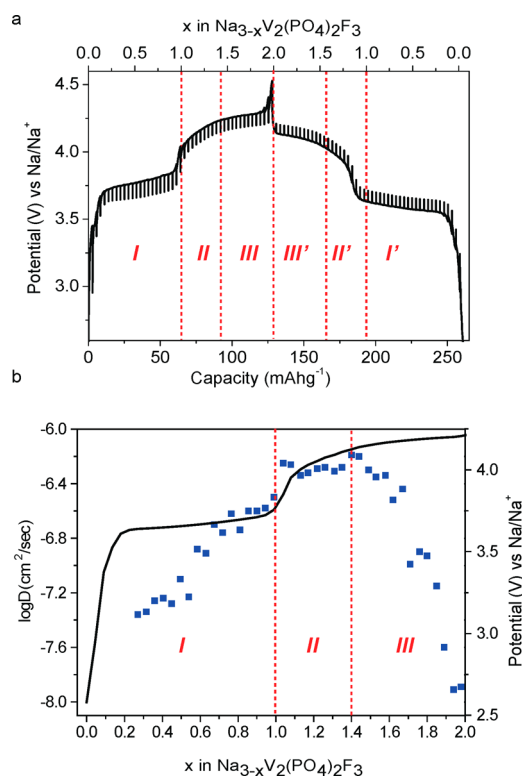 a
x in Na3-xV2(PO4)2F3
0.0 0.5 1.0 1.5 2.0 1.5 1.0 0.5 0.0
4.5
4.0
3.5
3.0
Potential (V) vs Na/Na+
I II III III' II' I'
0 50 100 150 200 250
Capacity (mAhg-1)
b
-6.0
-6.4
-6.8
-7.2
-7.6
-8.0
logD(cm2/sec)
4.0
3.5
3.0
2.5
Potential (V) vs Na/Na+
I II III
0.0 0.2 0.4 0.6 0.8 1.0 1.2 1.4 1.6 1.8 2.0
x in Na3-xV2(PO4)2F3